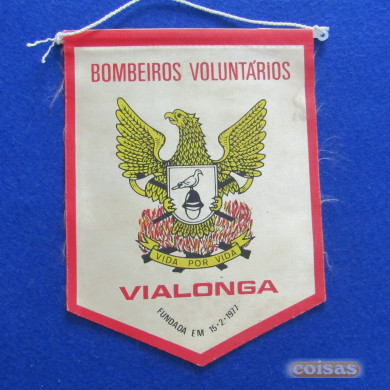 BOMBEIROS VOLUNTÁRIOS
VIDA POR VIDA
VIALONGA
FUNDADA EM 15-2-1977
coisas